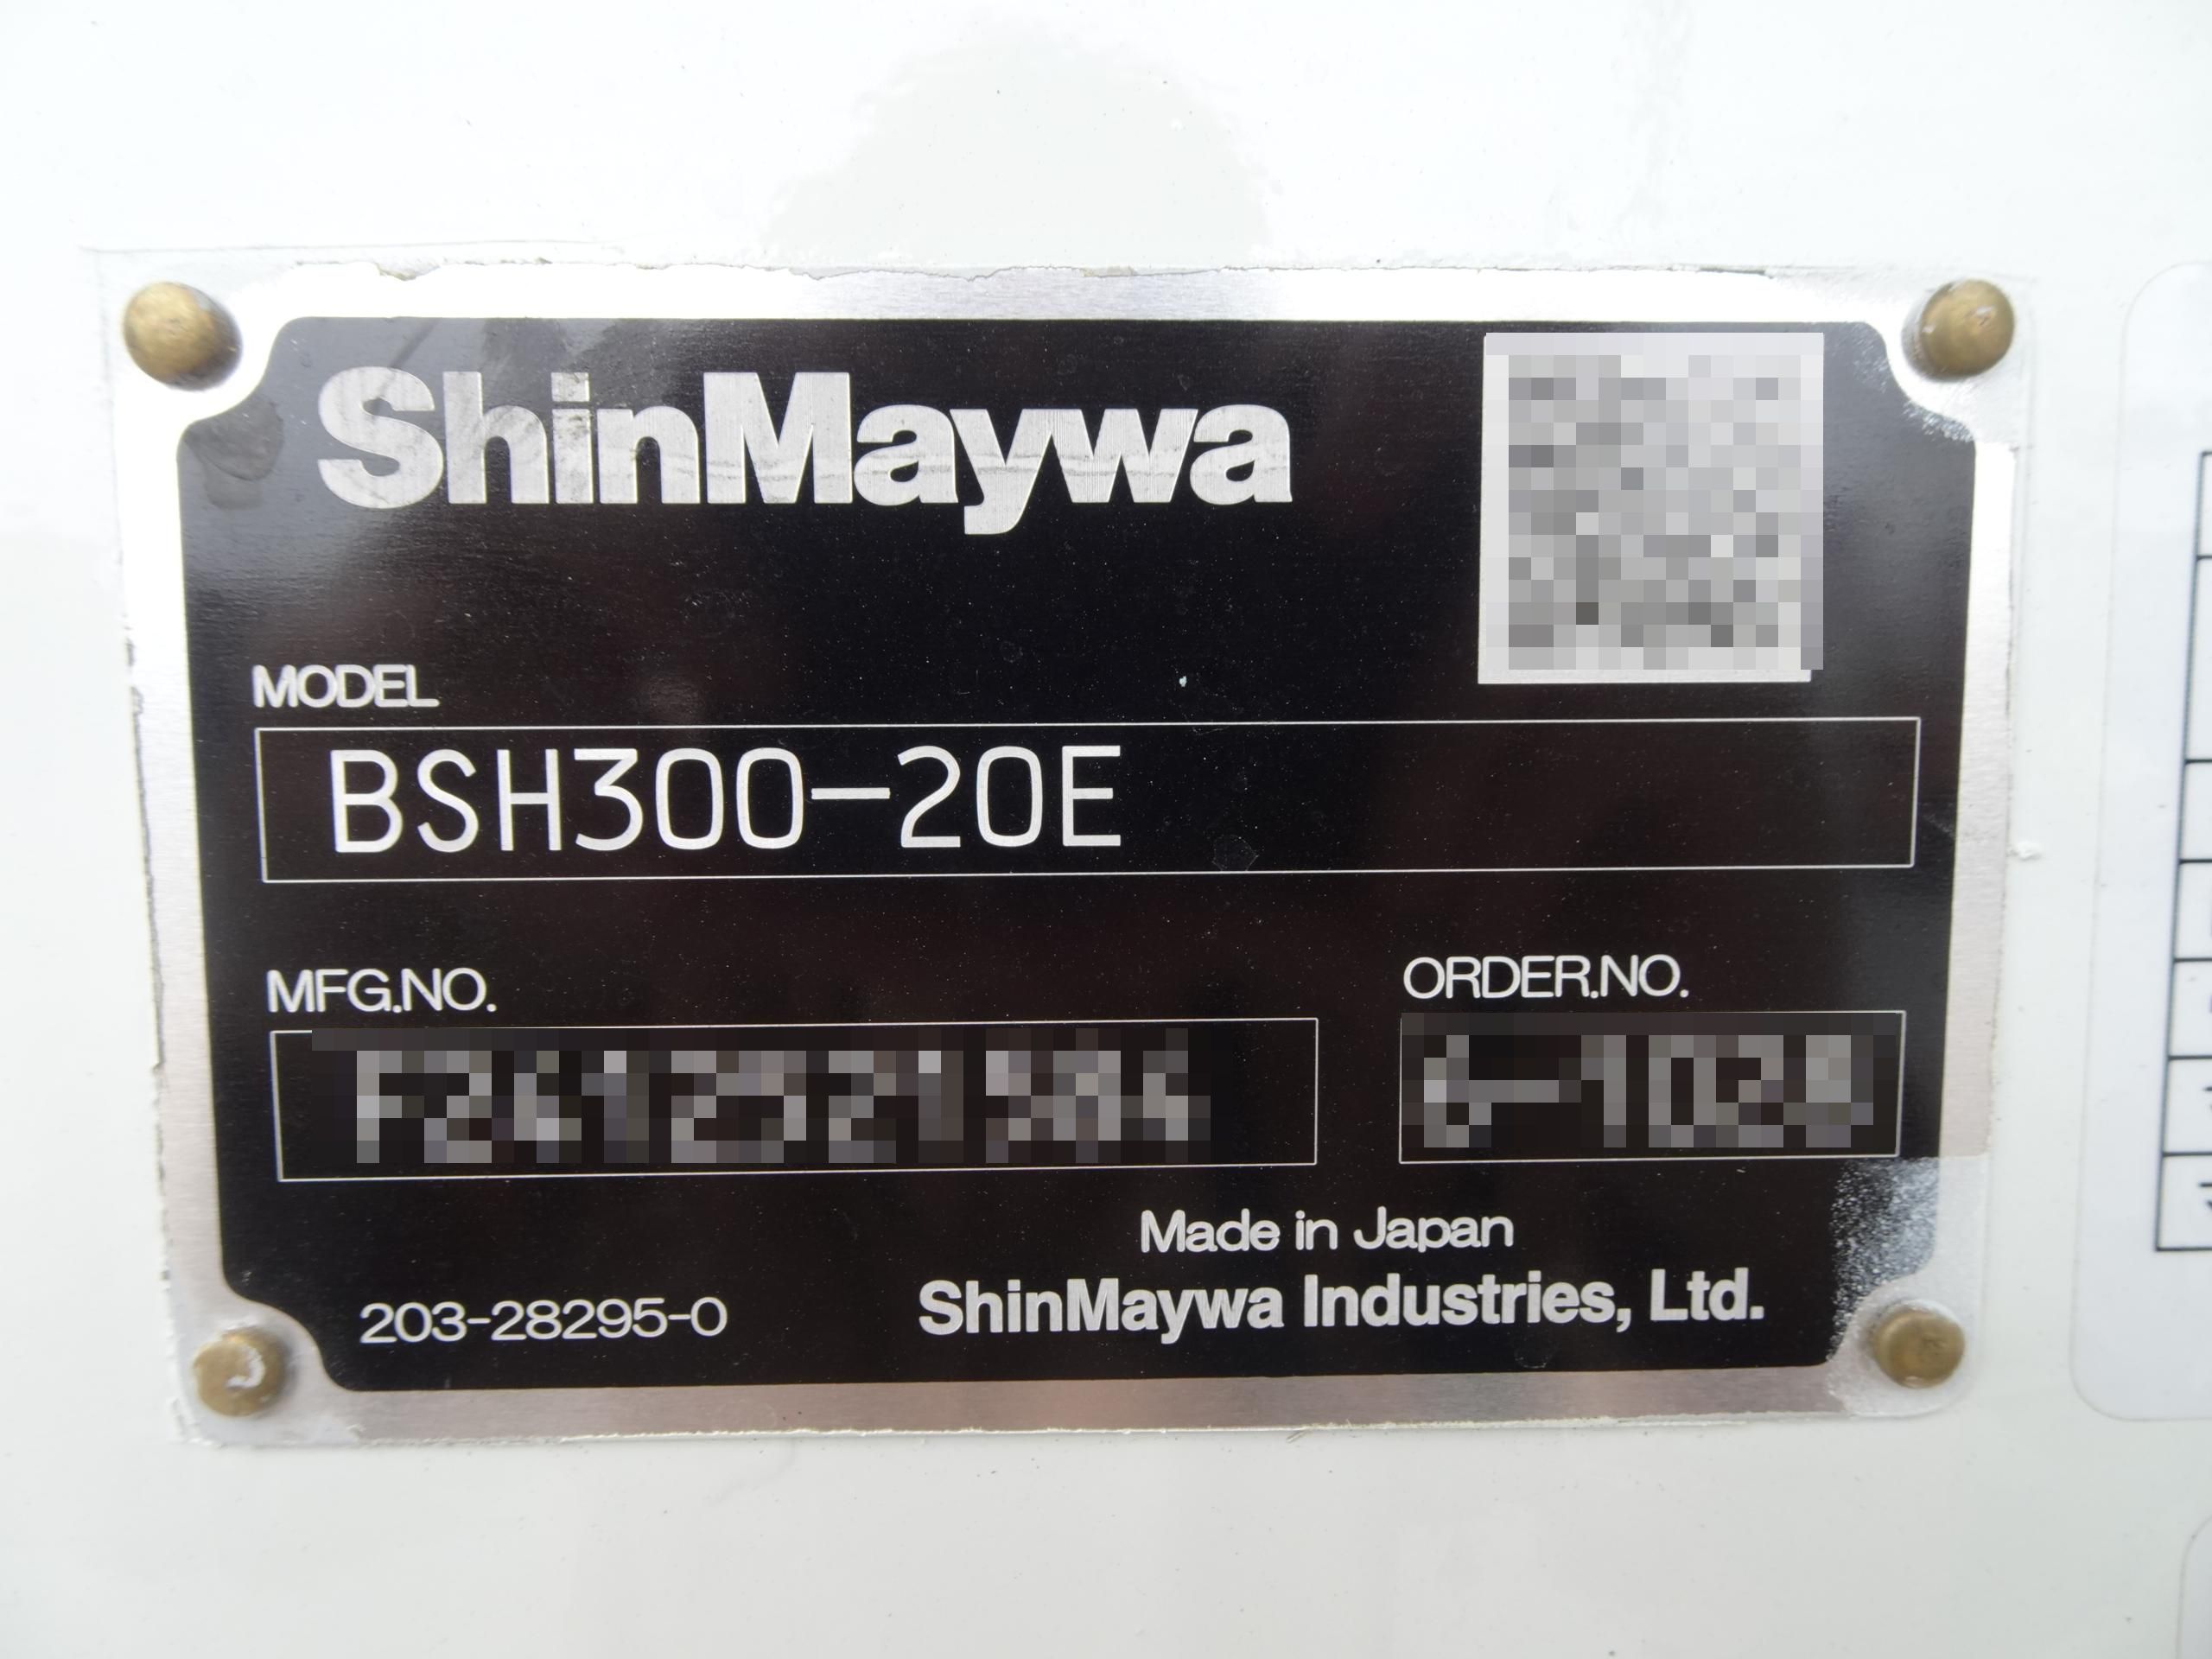 ShinMaywa
MODEL
BSH300-20E
MFG.NO.
ORDER.NO.
Made in Japan
203-28295-0
ShinMaywa Industries, Ltd.